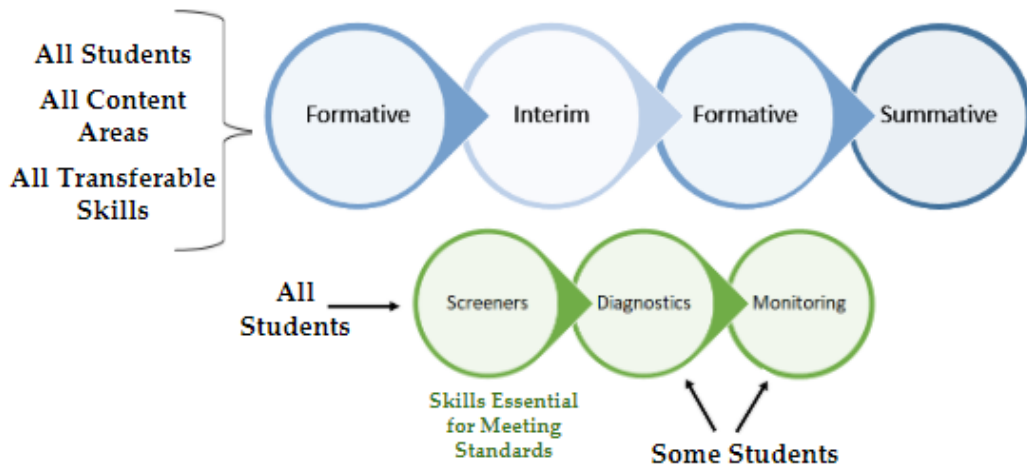 All Students
All Content
Areas
All Transferable
Skills
Formative
Interim
Formative
Summative
All
Students
Screeners
Diagnostics
Monitoring
Skills Essential
for Meeting
Standards
Some Students